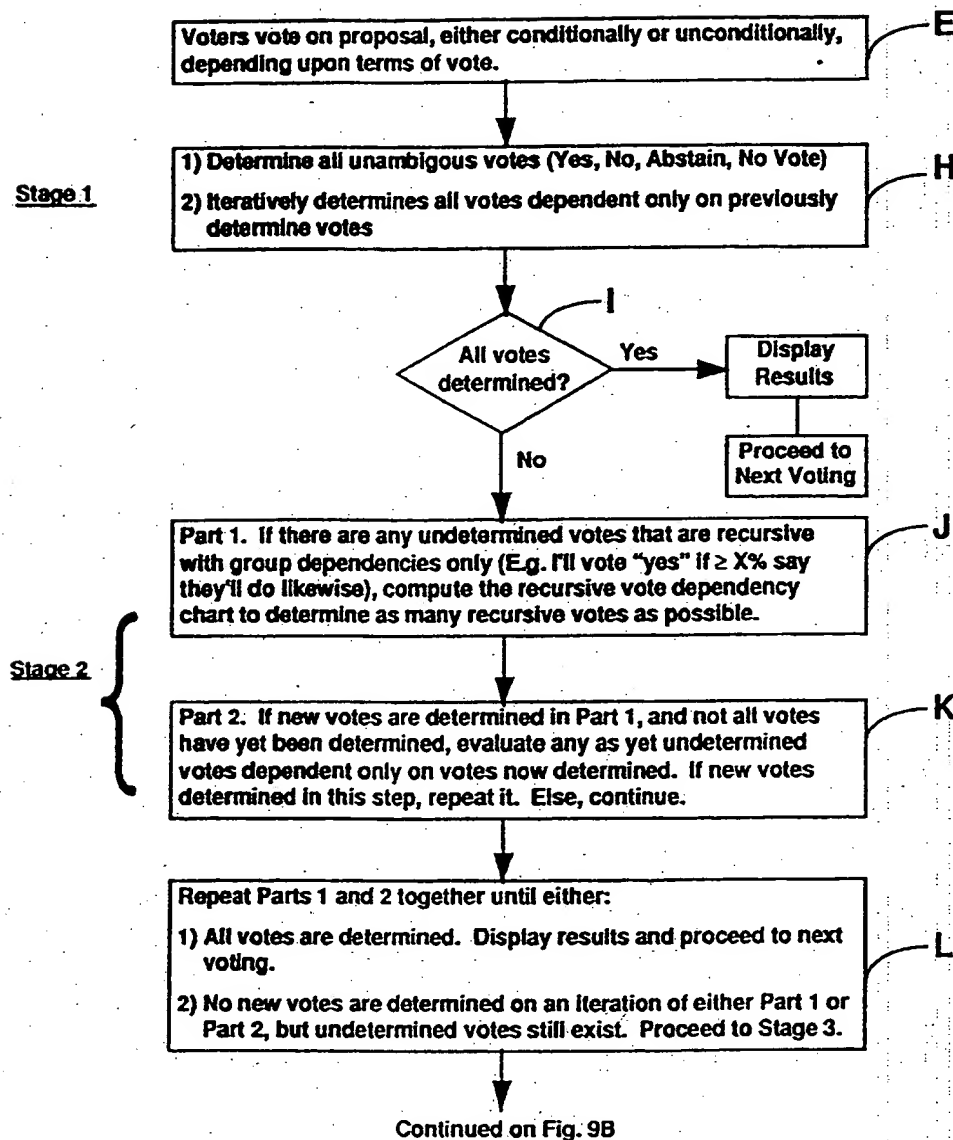 Voters vote on proposal, either conditionally or unconditionally,
depending upon terms of vote.
E
1) Determine all unambigous votes (Yes, No, Abstain, No Vote)
2) Iteratively determines all votes dependent only on previously
determine votes
H
Stage 1
I
All votes
determined?
Yes
Display
Results
Proceed to
Next Voting
No
Part 1. If there are any undetermined votes that are recursive
with group dependencies only (E.g. I'll vote "yes" if ≥ X% say
they'll do likewise), compute the recursive vote dependency
chart to determine as many recursive votes as possible.
J
Stage 2
Part 2. If new votes are determined in Part 1, and not all votes
have yet been determined, evaluate any as yet undetermined
votes dependent only on votes now determined. If new votes
determined in this step, repeat it. Else, continue.
K
Repeat Parts 1 and 2 together until either:
1) All votes are determined. Display results and proceed to next
voting.
2) No new votes are determined on an iteration of either Part 1 or
Part 2, but undetermined votes still exist. Proceed to Stage 3.
L
Continued on Fig. 9B